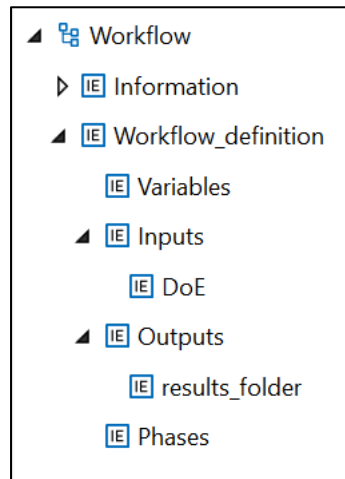 Workflow
IE Information
IE Workflow_definition
IE Variables
IE Inputs
IE DoE
IE Outputs
IE results_folder
IE Phases